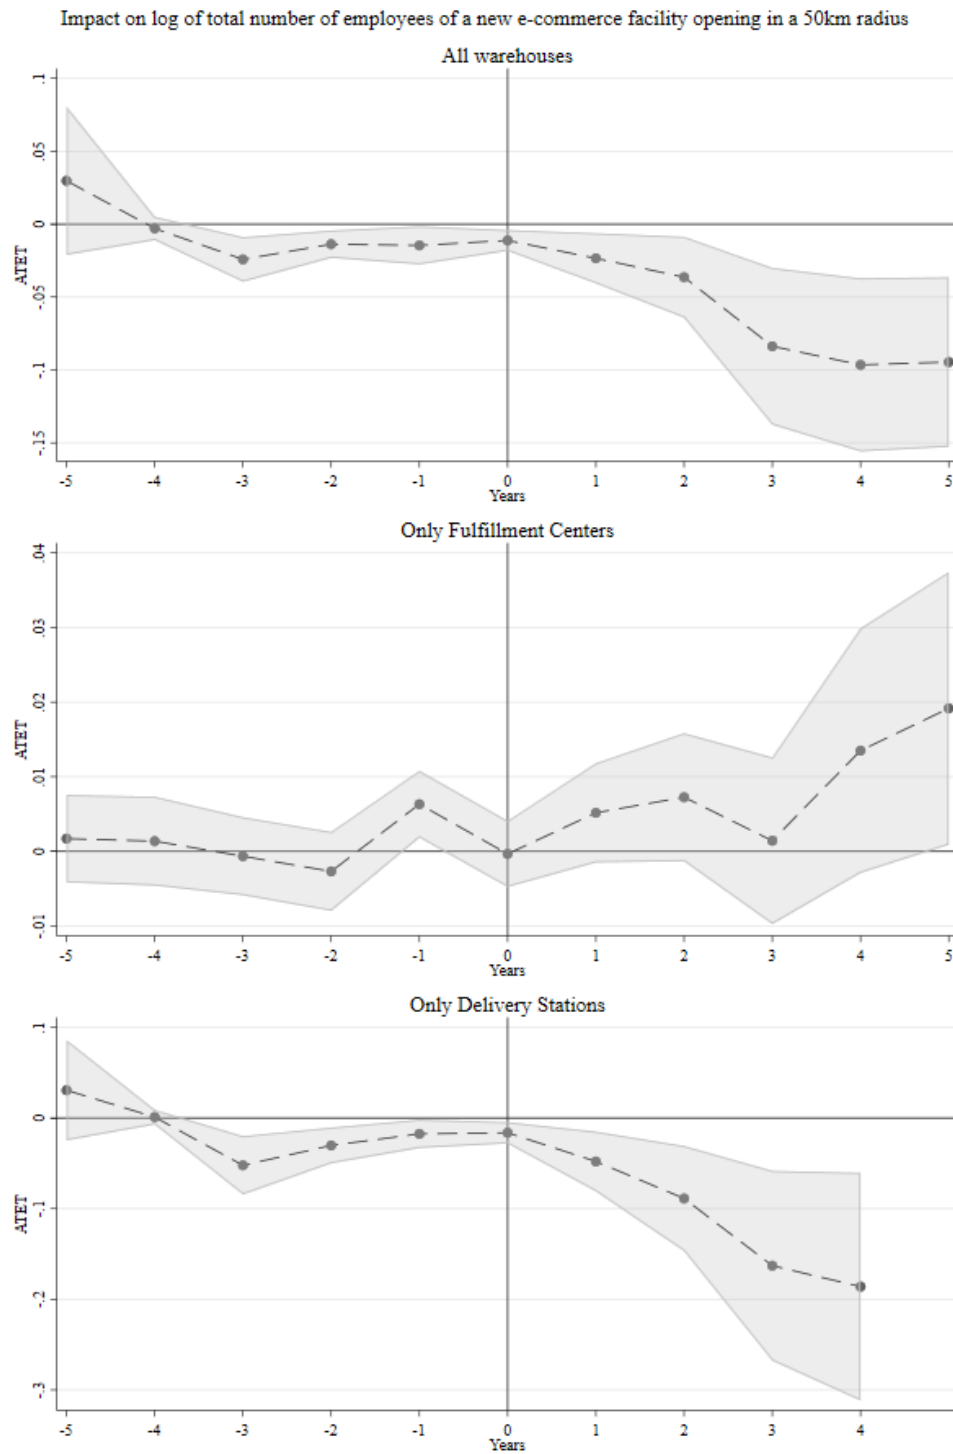 Impact on log of total number of employees of a new e-commerce facility opening in a 50km radius
All warehouses
.1
.05
0
-.05
-.1
-.15
ATET
-5 -4 -3 -2 -1 0 1 2 3 4 5
Years
Only Fulfillment Centers
.04
.03
.02
.01
0
-.01
ATET
-5 -4 -3 -2 -1 0 1 2 3 4 5
Years
Only Delivery Stations
.1
0
-.1
-.2
-.3
ATET
-5 -4 -3 -2 -1 0 1 2 3 4 5
Years